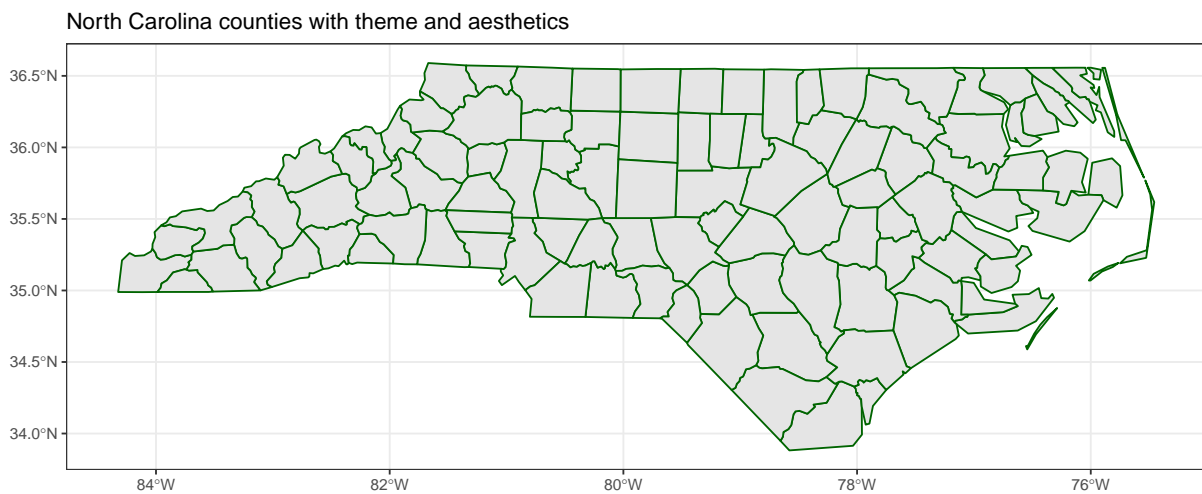 North Carolina counties with theme and aesthetics
36.5°N
36.0°N
35.5°N
35.0°N
34.5°N
34.0°N
84°W 82°W 80°W 78°W 76°W